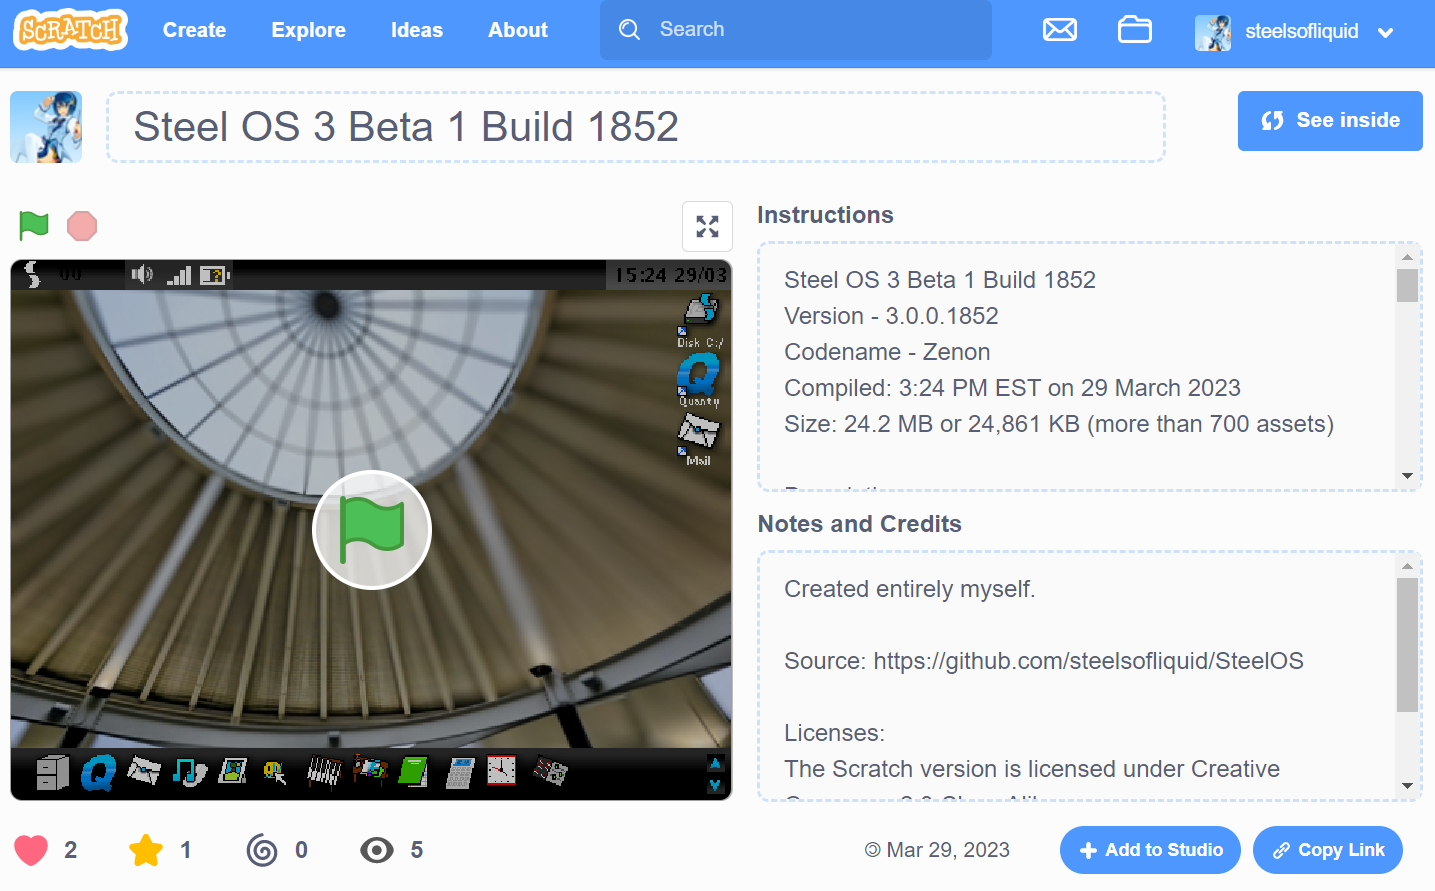 SCRATCH
Create
Explore
Ideas
About
Search
steelsofliquid
Steel OS 3 Beta 1 Build 1852
See inside
00
15:24 29/03
Disk C:/
Quanty
Mail
Instructions
Steel OS 3 Beta 1 Build 1852
Version - 3.0.0.1852
Codename - Zenon
Compiled: 3:24 PM EST on 29 March 2023
Size: 24.2 MB or 24,861 KB (more than 700 assets)
Notes and Credits
Created entirely myself.
Source: https://github.com/steelsofliquid/SteelOS
Licenses:
The Scratch version is licensed under Creative
2
1
0
5
Mar 29, 2023
Add to Studio
Copy Link